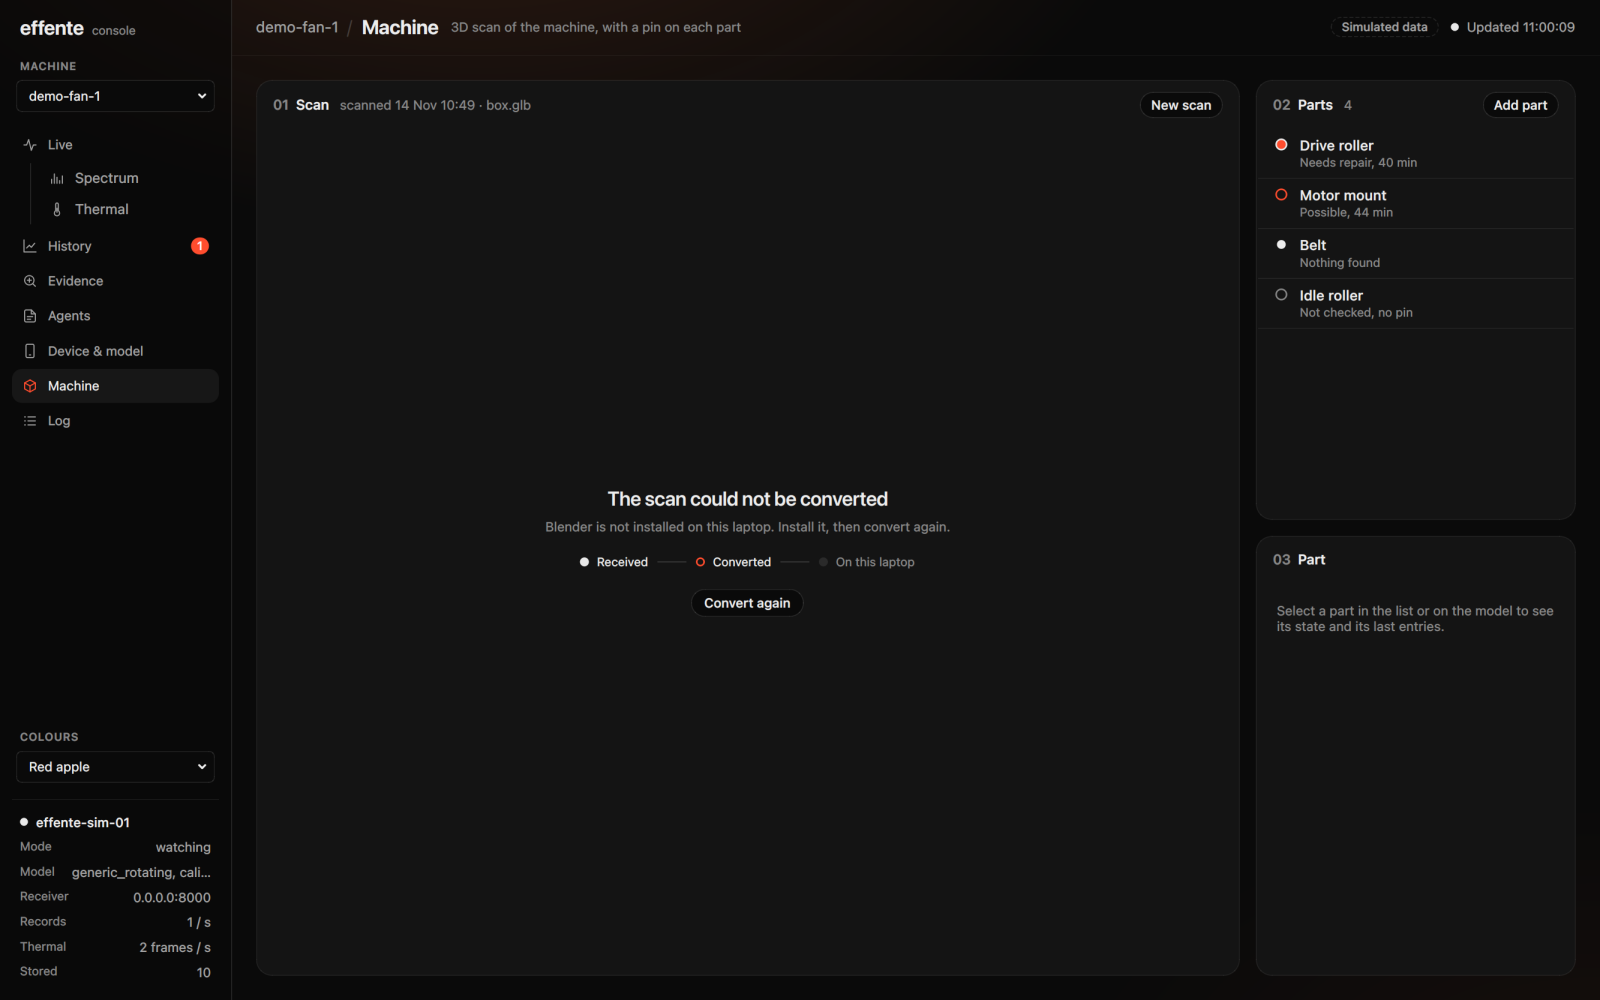 effente console
MACHINE
demo-fan-1
Live
Spectrum
Thermal
History 1
Evidence
Agents
Device & model
Machine
Log
COLOURS
Red apple
effente-sim-01
Mode watching
Model generic_rotating, cali...
Receiver 0.0.0.0:8000
Records 1 / s
Thermal 2 frames / s
Stored 10
demo-fan-1 / Machine 3D scan of the machine, with a pin on each part
Simulated data Updated 11:00:09
01 Scan scanned 14 Nov 10:49 · box.glb New scan
The scan could not be converted
Blender is not installed on this laptop. Install it, then convert again.
Received Converted On this laptop
Convert again
02 Parts 4 Add part
Drive roller
Needs repair, 40 min
Motor mount
Possible, 44 min
Belt
Nothing found
Idle roller
Not checked, no pin
03 Part
Select a part in the list or on the model to see
its state and its last entries.